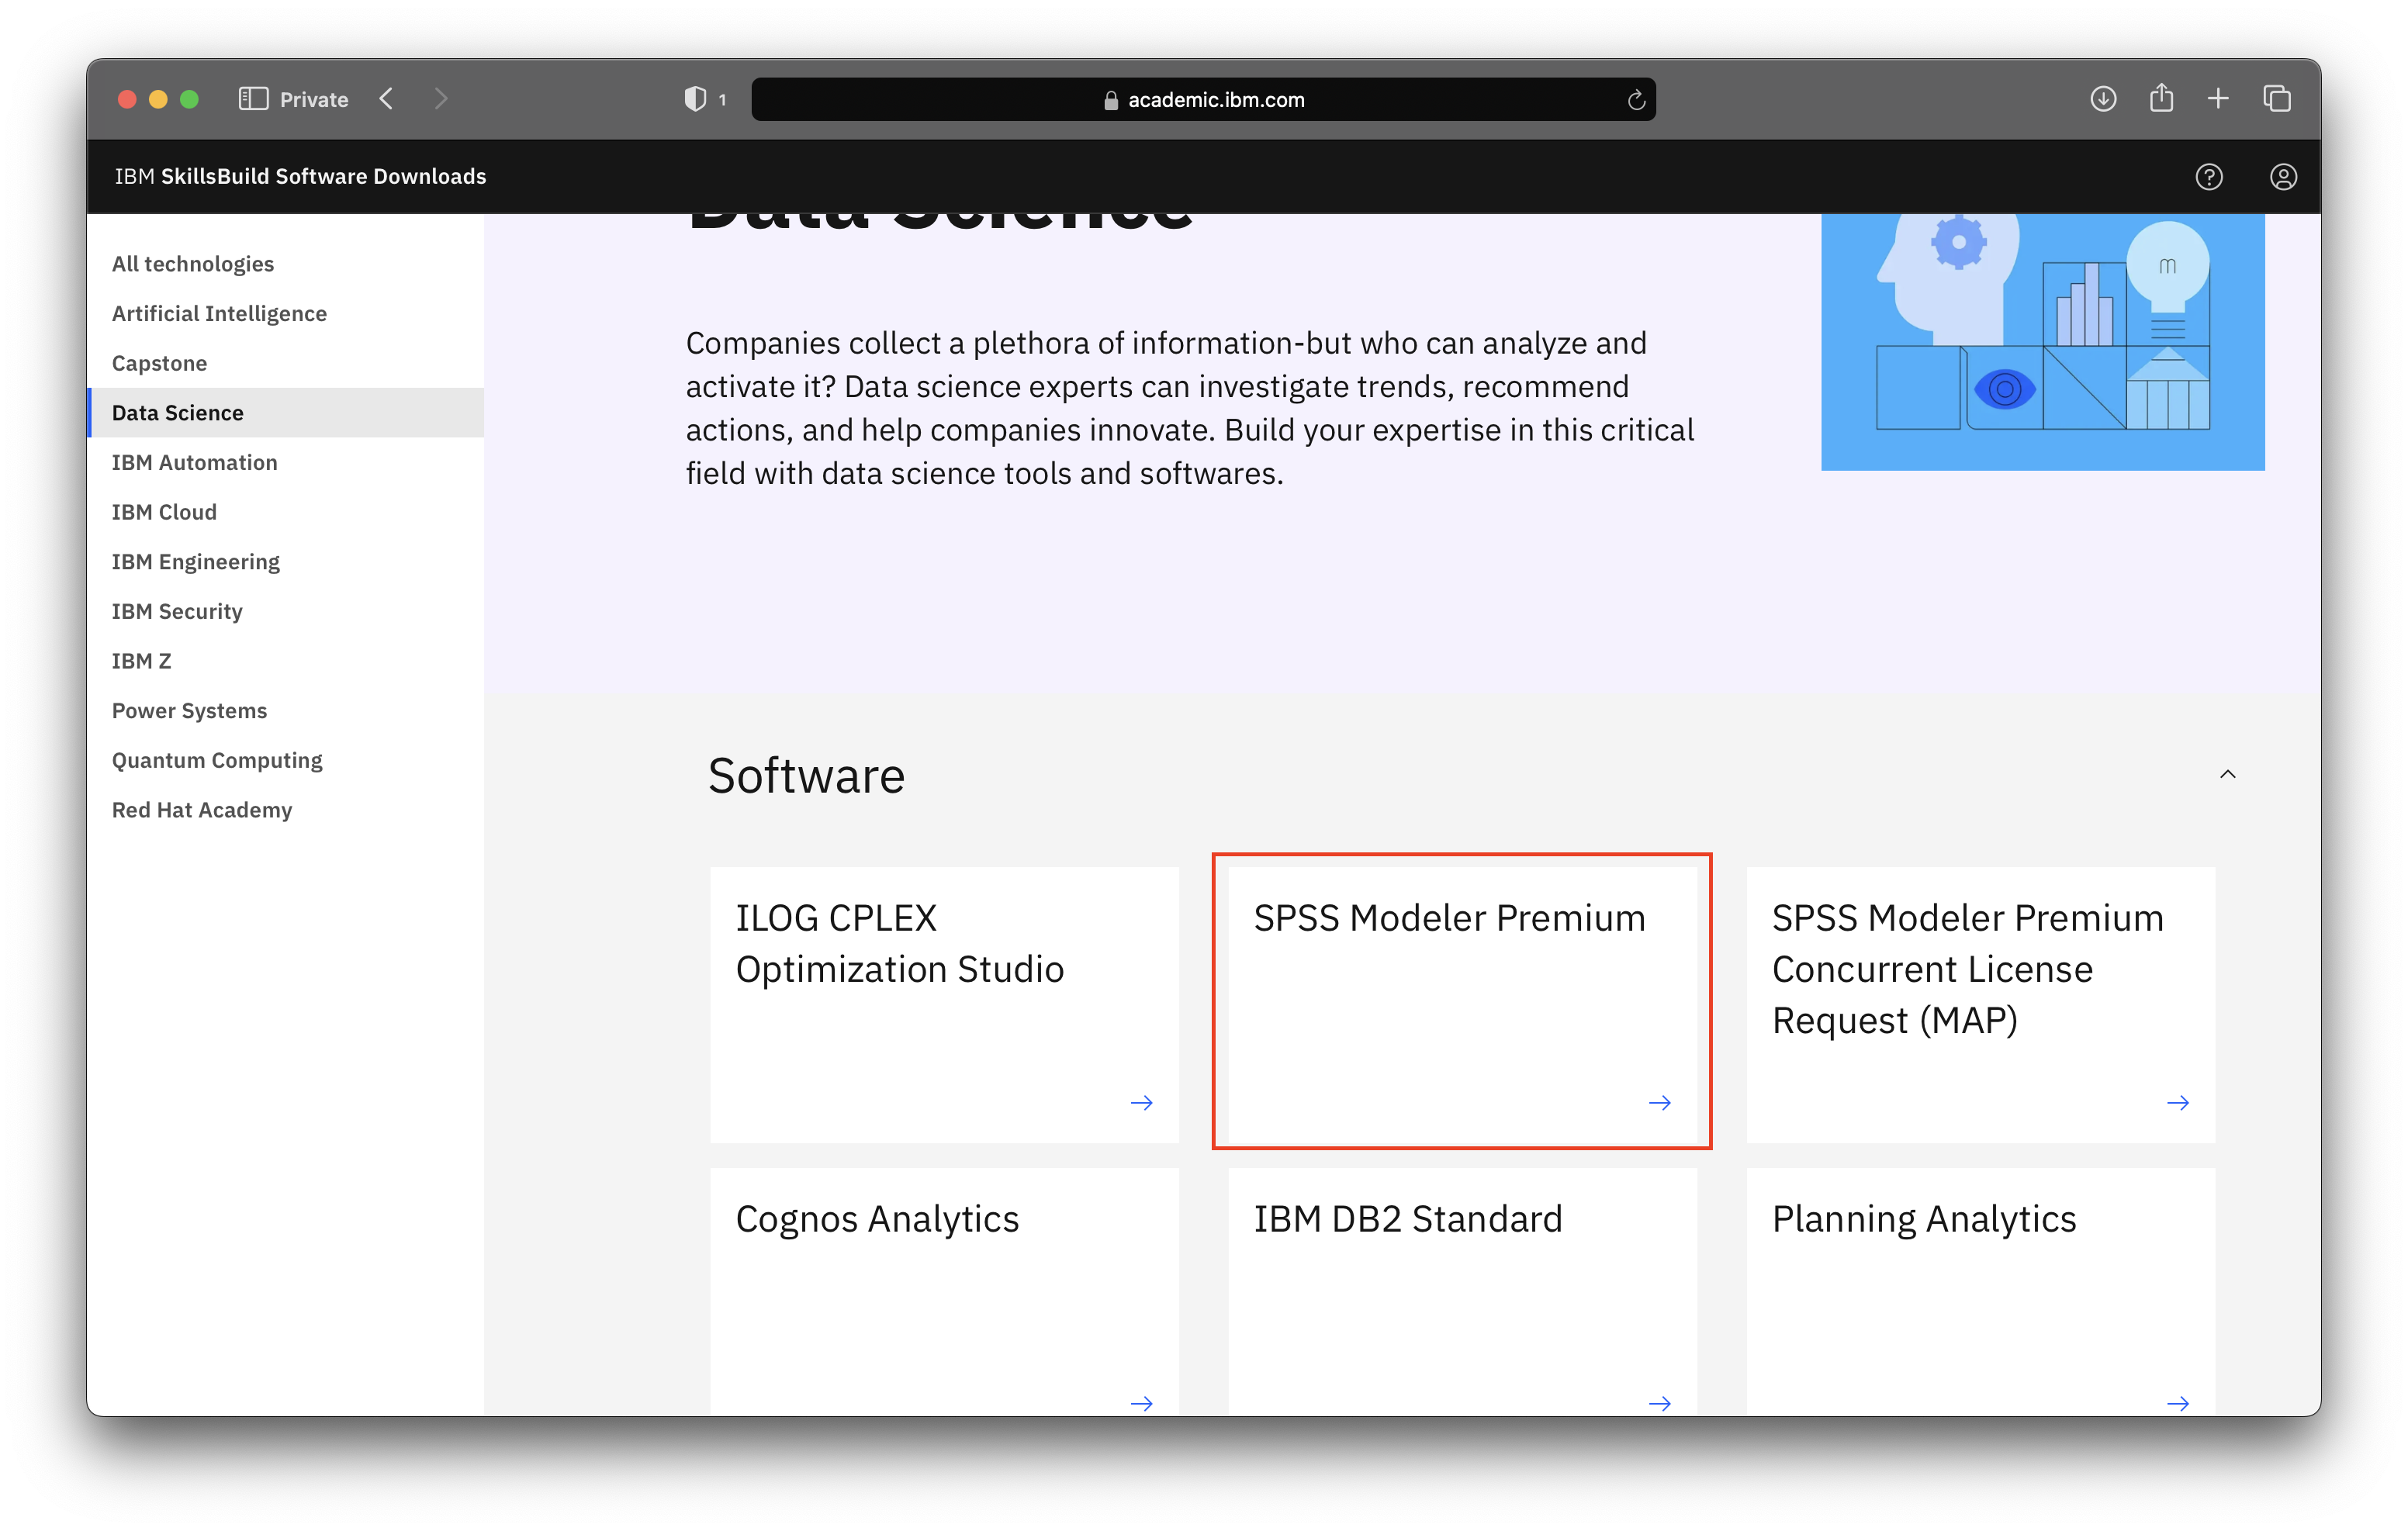 Private
1
academic.ibm.com
IBM SkillsBuild Software Downloads
All technologies
Artificial Intelligence
Capstone
Data Science
IBM Automation
IBM Cloud
IBM Engineering
IBM Security
IBM Z
Power Systems
Quantum Computing
Red Hat Academy
Data Science
Companies collect a plethora of information-but who can analyze and
activate it? Data science experts can investigate trends, recommend
actions, and help companies innovate. Build your expertise in this critical
field with data science tools and softwares.
Software
ILOG CPLEX
Optimization Studio
SPSS Modeler Premium
SPSS Modeler Premium
Concurrent License
Request (MAP)
Cognos Analytics
IBM DB2 Standard
Planning Analytics